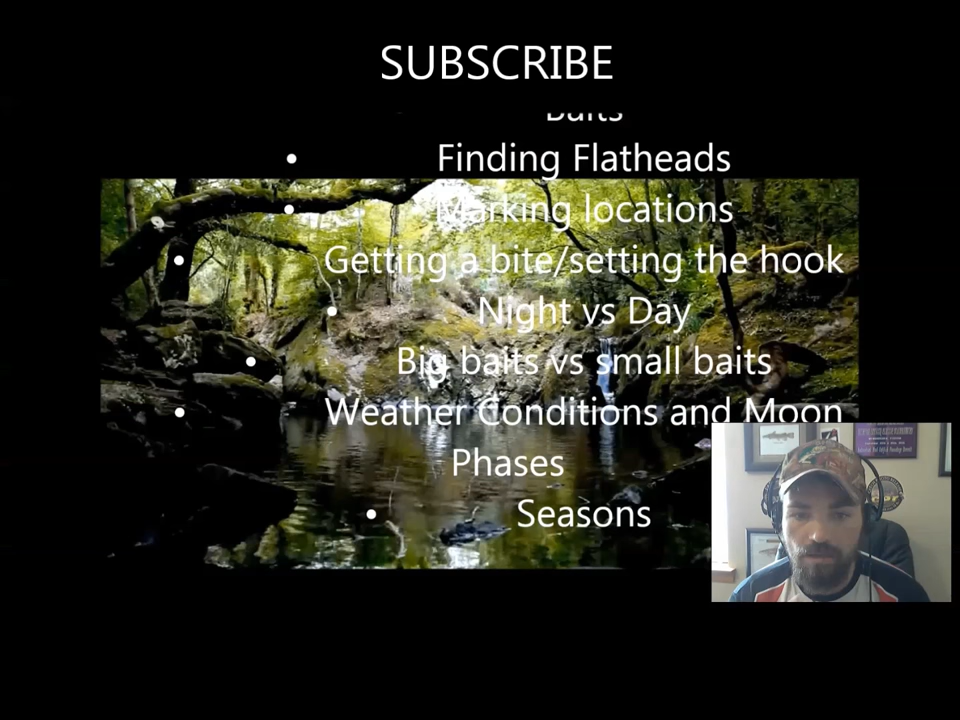 SUBSCRIBE
Baits
• Finding Flatheads
• Marking locations
• Getting a bite/setting the hook
• Night vs Day
• Big baits vs small baits
• Weather Conditions and Moon
Phases
• Seasons